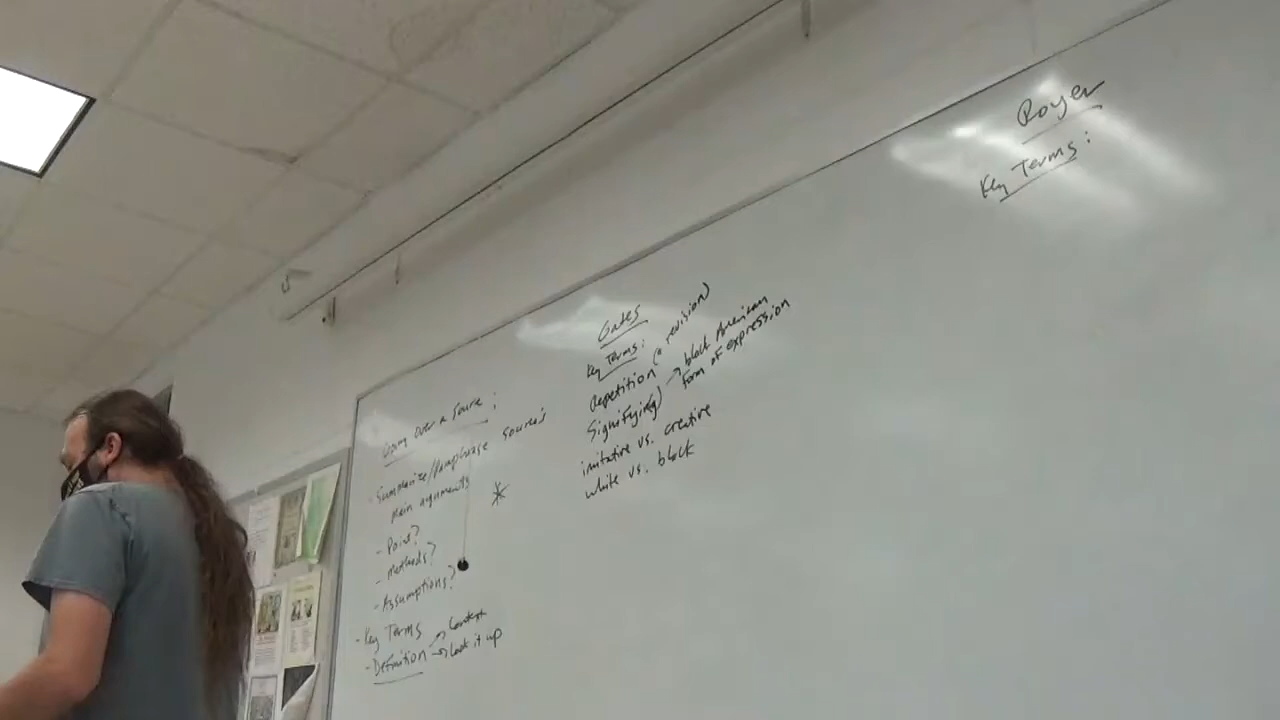 Going over a source:
- Summarize/Paraphrase source's
main arguments
*
- Point?
- Methods?
- Assumptions?
- Key Terms
- Definition → Context
→ Look it up
Gates
Key Terms:
(repetition (& revision)
Signifyin(g) → black American
form of expression
imitative vs. creative
white vs. black
Royer
Key Terms: